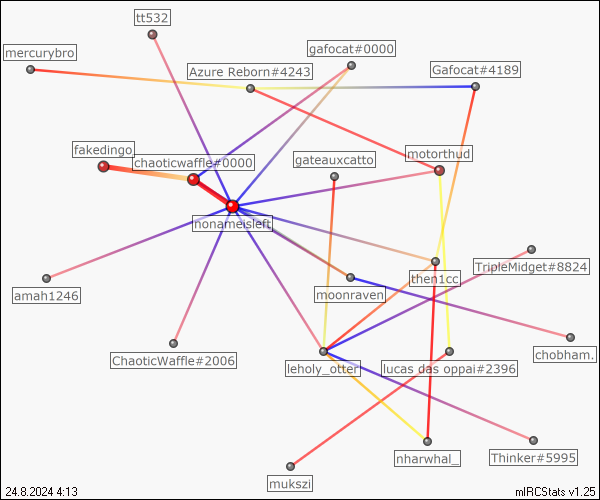 tt532
mercurybro
gafocat#0000
Azure Reborn#4243
Gafocat#4189
fakedingo
chaoticwaffle#0000
gateauxcatto
motorthud
nonameisleft
amah1246
moonraven
then1cc
TripleMidget#8824
ChaoticWaffle#2006
leholy_otter
lucas das oppai#2396
chobham.
nharwhal_
Thinker#5995
mukszi
24.8.2024 4:13
mIRCStats v1.25